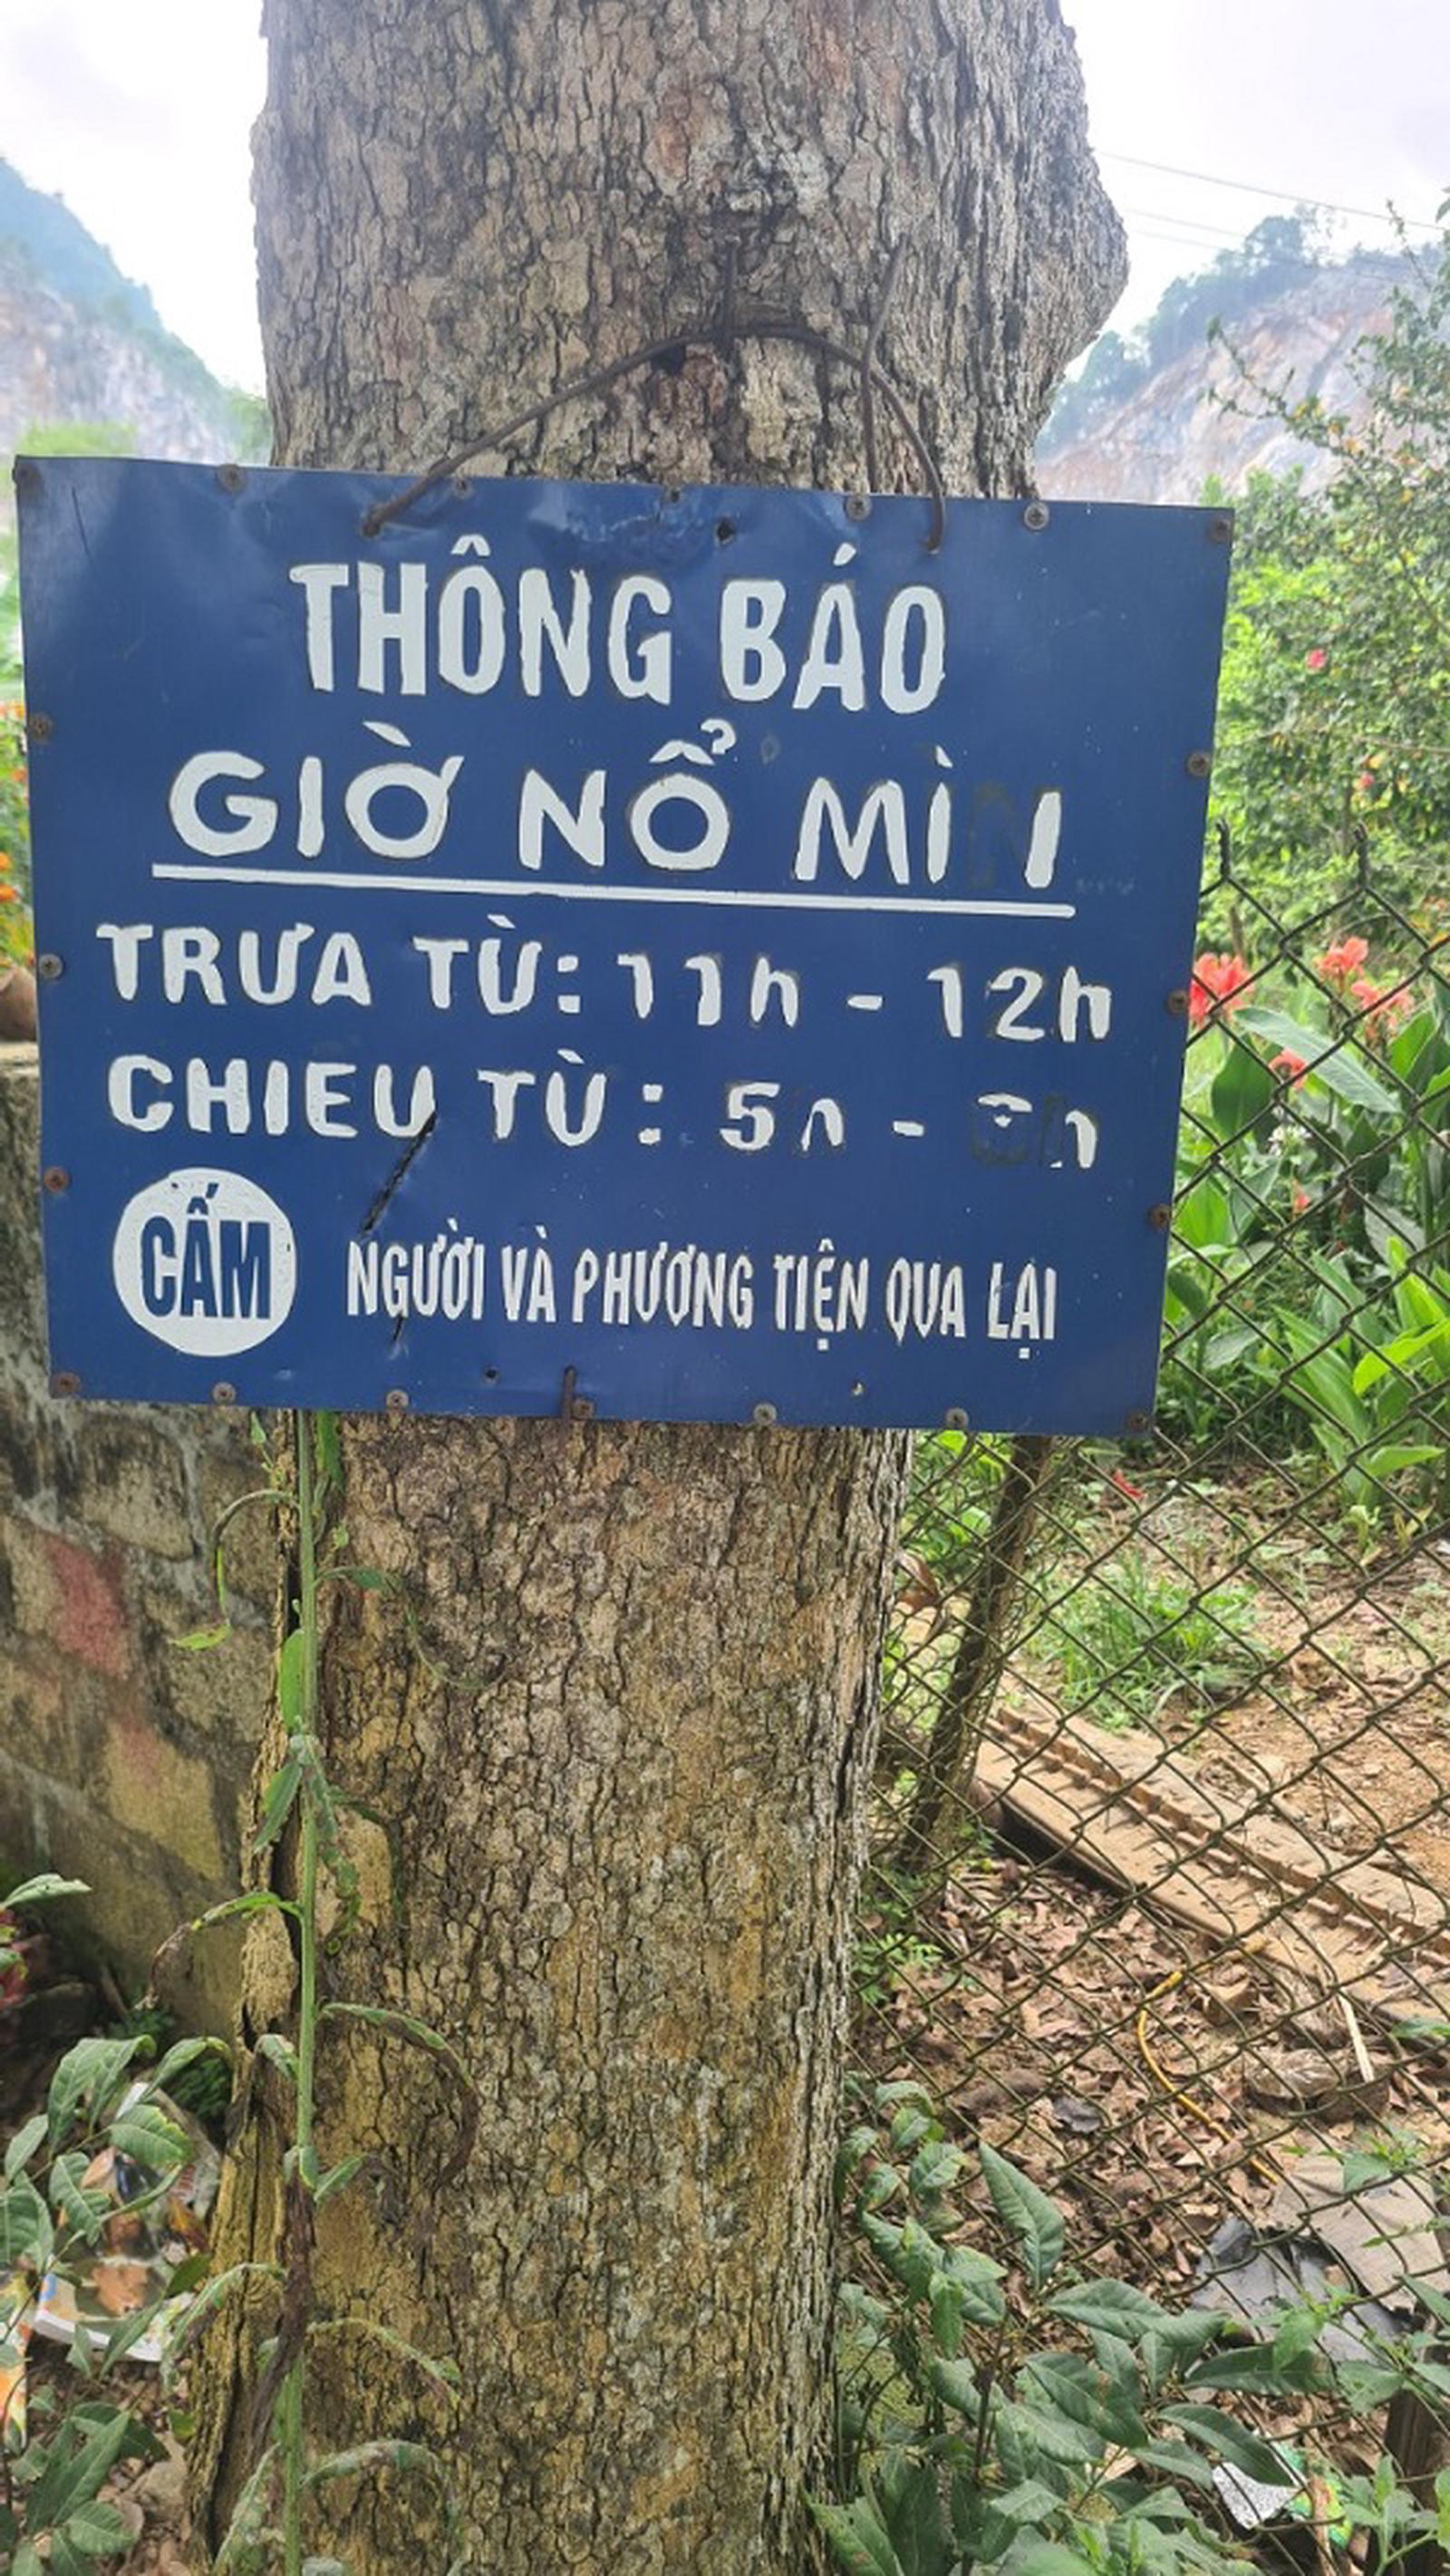 THÔNG BÁO
GIỜ NỔ MÌN
TRƯA TỪ: 11h - 12h
CHIEU TỪ: 5h -
CẤM NGƯỜI VÀ PHƯƠNG TIỆN QUA LẠI